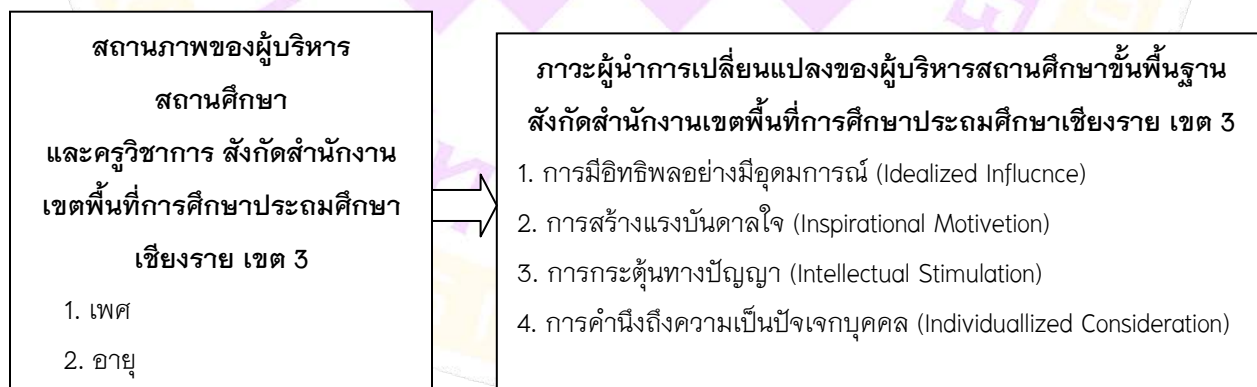 สถานภาพของผู้บริหาร
สถานศึกษา
และครูวิชาการ สังกัดสำนักงาน
เขตพื้นที่การศึกษาประถมศึกษา
เชียงราย เขต 3
1. เพศ
2. อายุ
ภาวะผู้นำการเปลี่ยนแปลงของผู้บริหารสถานศึกษาขั้นพื้นฐาน
สังกัดสำนักงานเขตพื้นที่การศึกษาประถมศึกษาเชียงราย เขต 3
1. การมีอิทธิพลอย่างมีอุดมการณ์ (Idealized Influcnce)
2. การสร้างแรงบันดาลใจ (Inspirational Motivetion)
3. การกระตุ้นทางปัญญา (Intellectual Stimulation)
4. การคำนึงถึงความเป็นปัจเจกบุคคล (Individuallized Consideration)